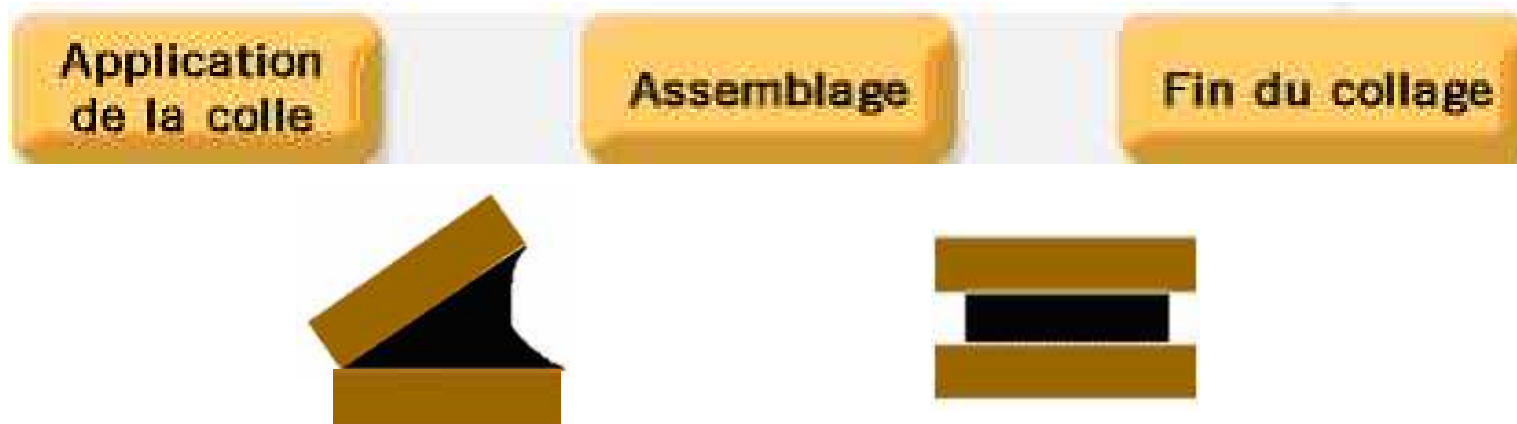 Application
de la colle
Assemblage
Fin du collage